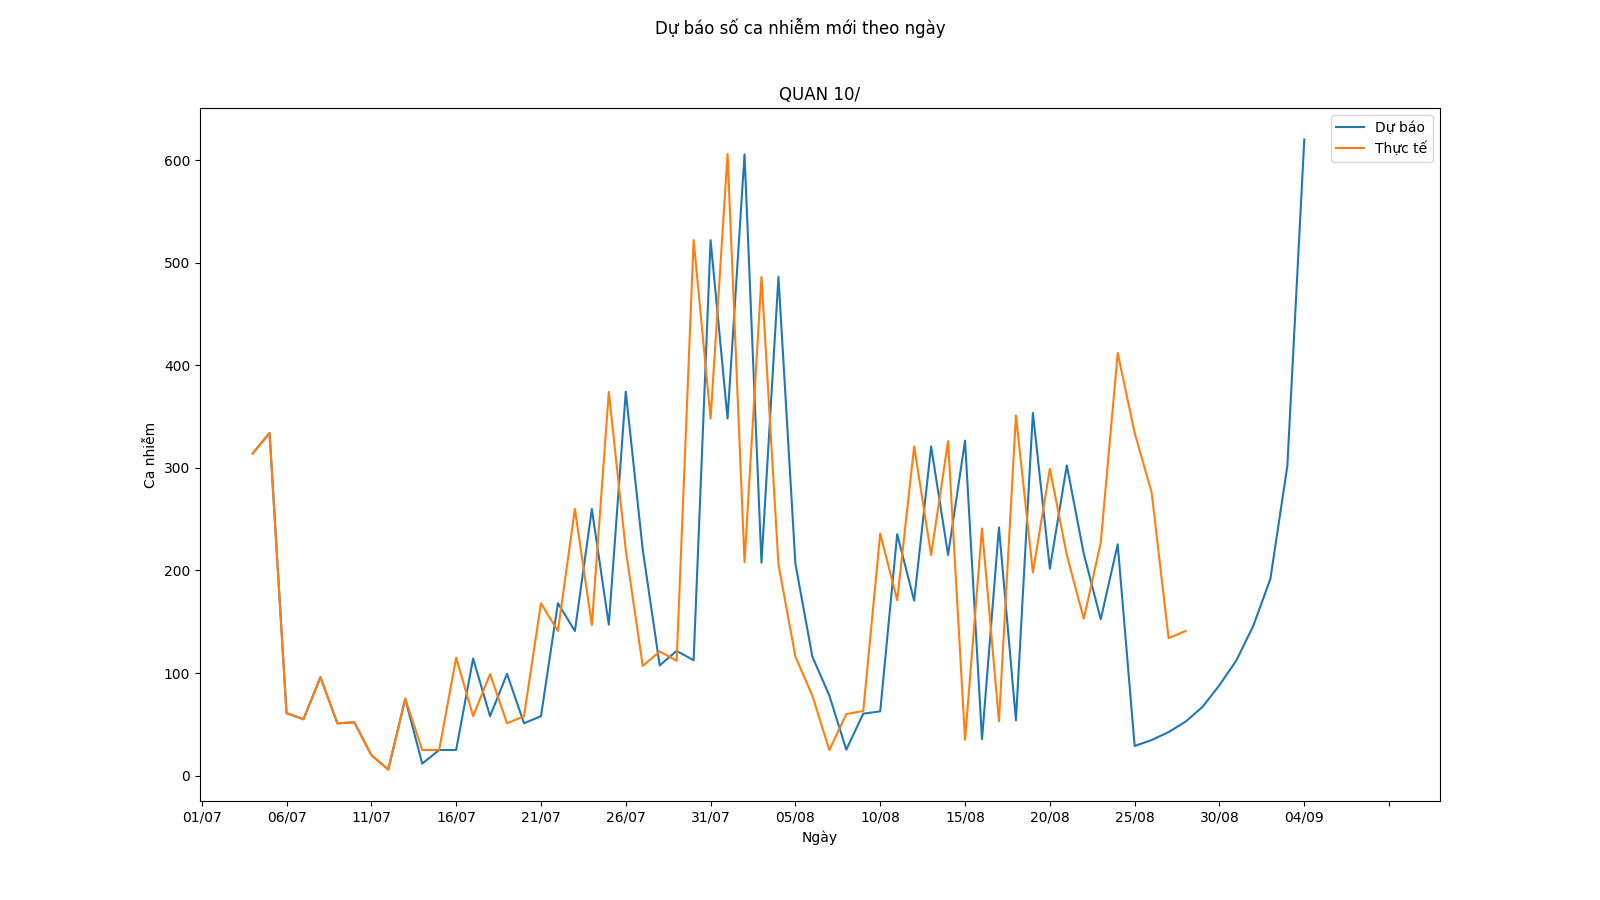 Dự báo số ca nhiễm mới theo ngày
QUAN 10/
Dự báo
Thực tế
600
500
400
300
200
100
0
Ca nhiễm
01/07 06/07 11/07 16/07 21/07 26/07 31/07 05/08 10/08 15/08 20/08 25/08 30/08 04/09
Ngày